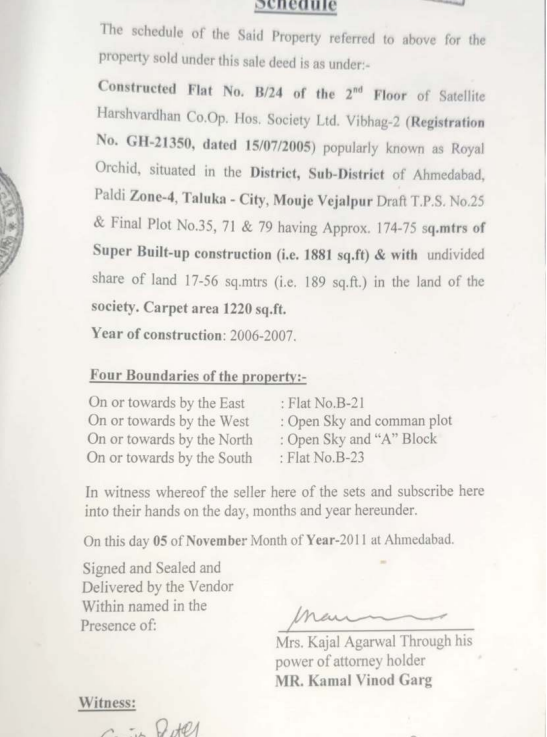 Schedule
The schedule of the Said Property referred to above for the
property sold under this sale deed is as under:-
Constructed Flat No. B/24 of the 2nd Floor of Satellite
Harshvardhan Co.Op. Hos. Society Ltd. Vibhag-2 (Registration
No. GH-21350, dated 15/07/2005) popularly known as Royal
Orchid, situated in the District, Sub-District of Ahmedabad,
Paldi Zone-4, Taluka - City, Mouje Vejalpur Draft T.P.S. No.25
& Final Plot No.35, 71 & 79 having Approx. 174-75 sq.mtrs of
Super Built-up construction (i.e. 1881 sq.ft) & with undivided
share of land 17-56 sq.mtrs (i.e. 189 sq.ft.) in the land of the
society. Carpet area 1220 sq.ft.
Year of construction: 2006-2007.
Four Boundaries of the property:-
On or towards by the East : Flat No.B-21
On or towards by the West : Open Sky and comman plot
On or towards by the North : Open Sky and “A” Block
On or towards by the South : Flat No.B-23
In witness whereof the seller here of the sets and subscribe here
into their hands on the day, months and year hereunder.
On this day 05 of November Month of Year-2011 at Ahmedabad.
Signed and Sealed and
Delivered by the Vendor
Within named in the
Presence of:
Mrs. Kajal Agarwal Through his
power of attorney holder
MR. Kamal Vinod Garg
Witness: